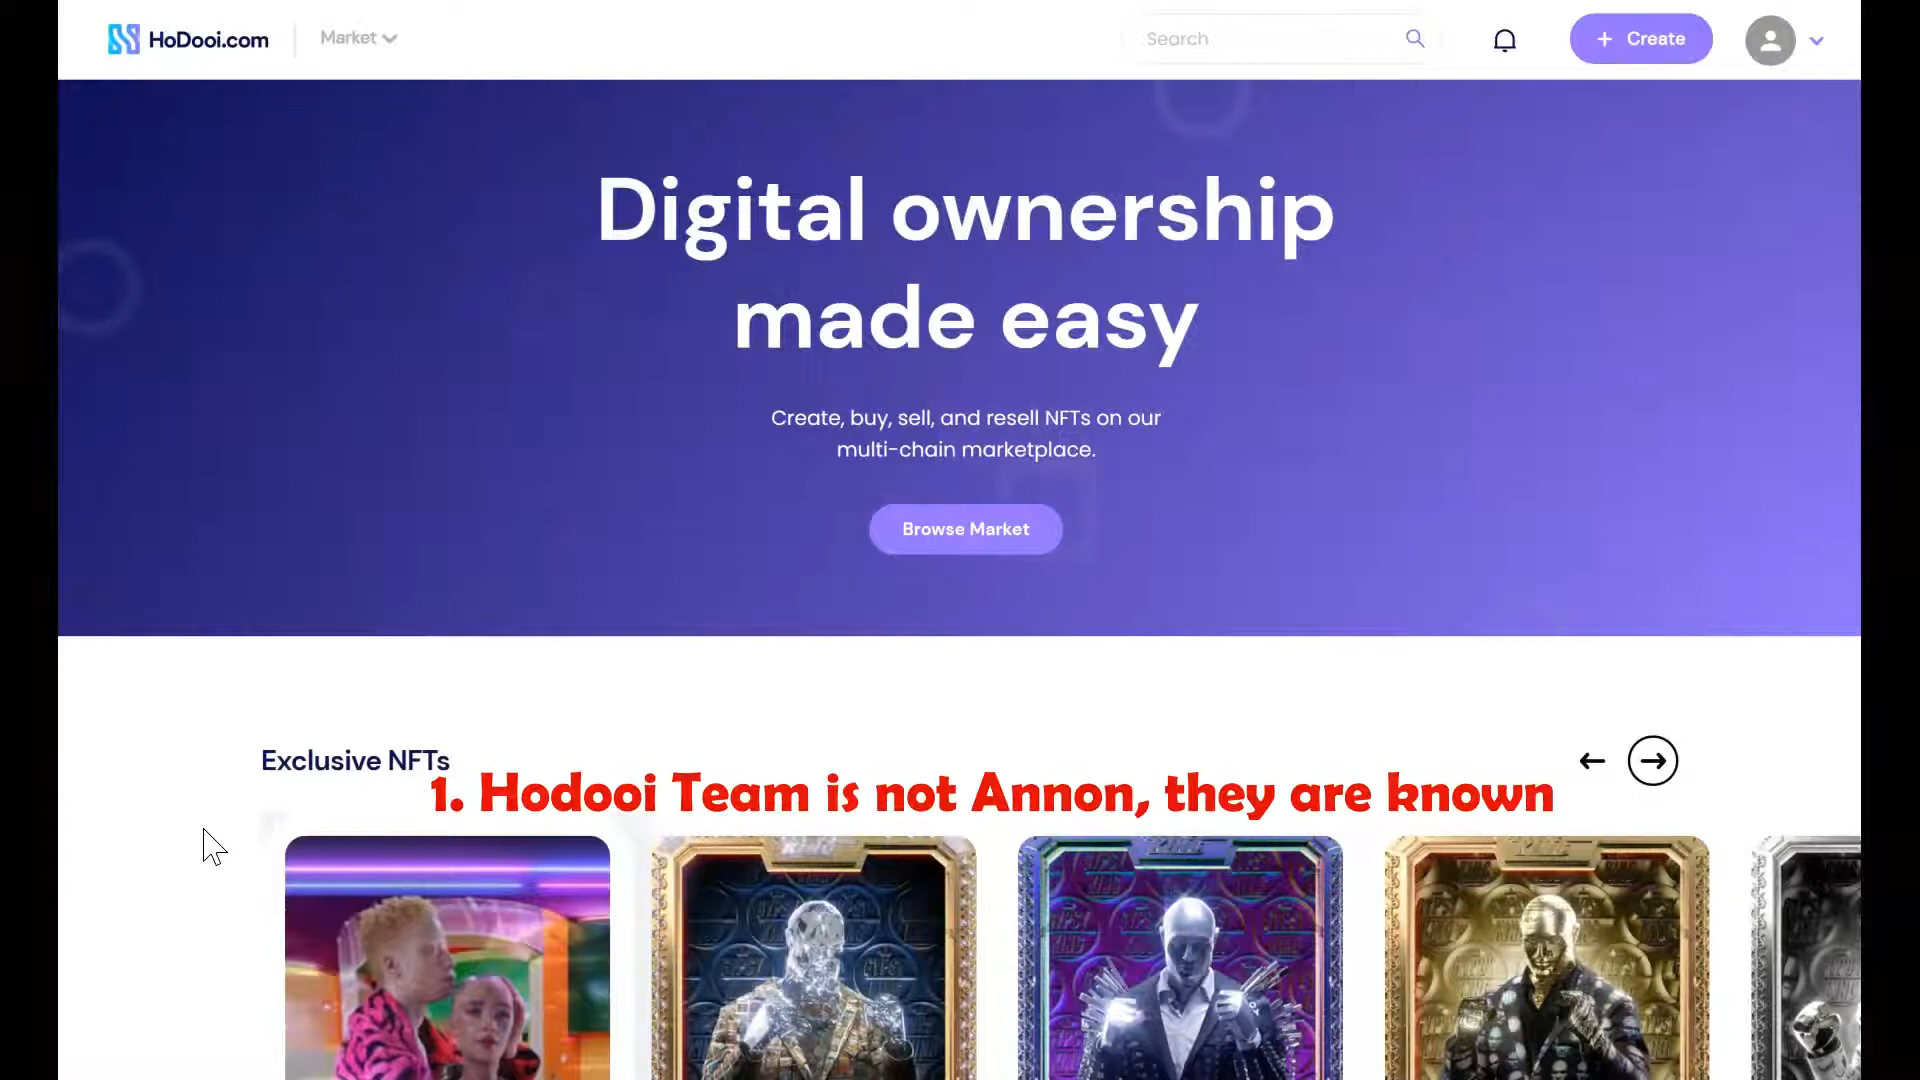 HoDooi.com
Market
Search
+ Create
Digital ownership
made easy
Create, buy, sell, and resell NFTs on our
multi-chain marketplace.
Browse Market
Exclusive NFTs
1. Hodooi Team is not Annon, they are known